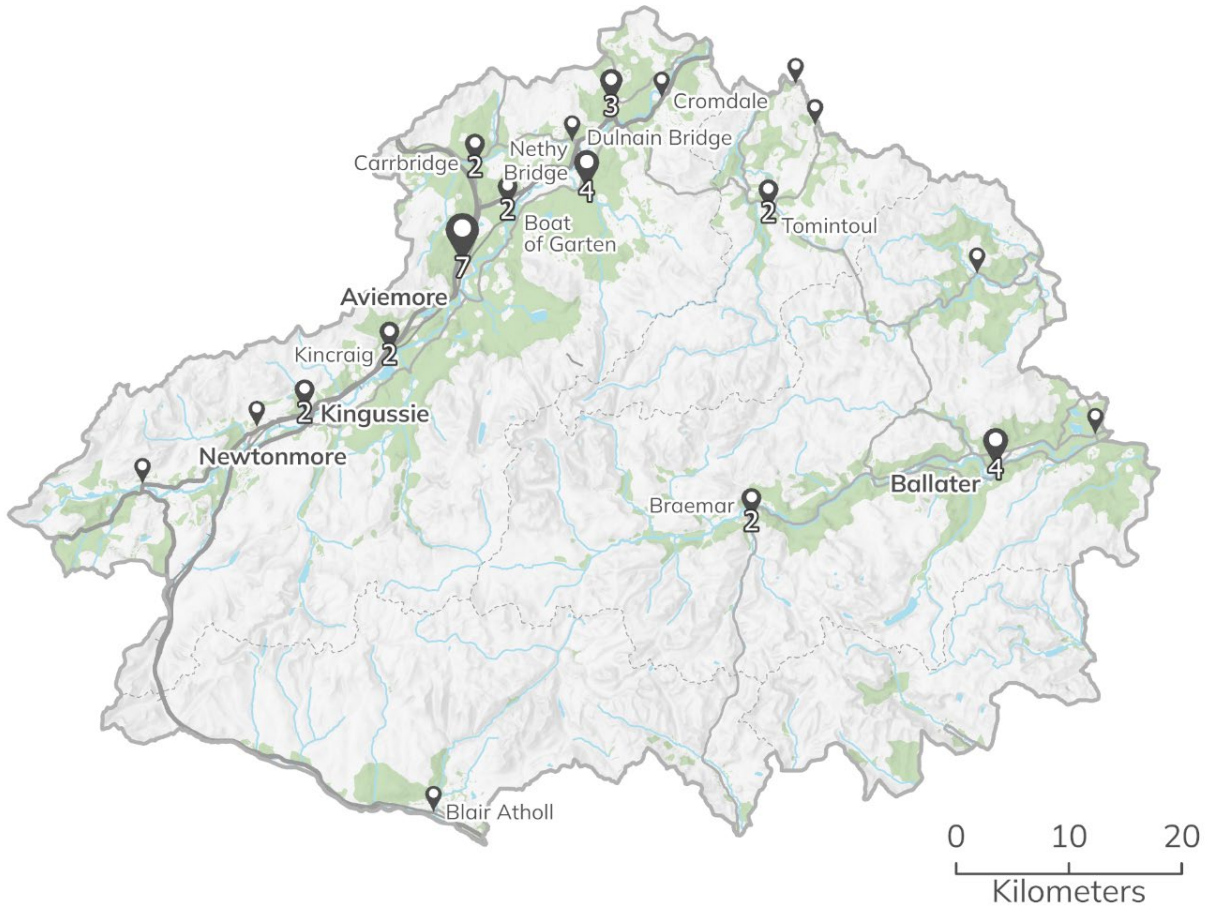 3
Cromdale
Dulnain Bridge
Nethy
Bridge
4
Carrbridge
2
2
Boat
of Garten
2
Tomintoul
7
Aviemore
Kincraig
2
2
Kingussie
Newtonmore
4
Ballater
Braemar
2
Blair Atholl
0 10 20
Kilometers